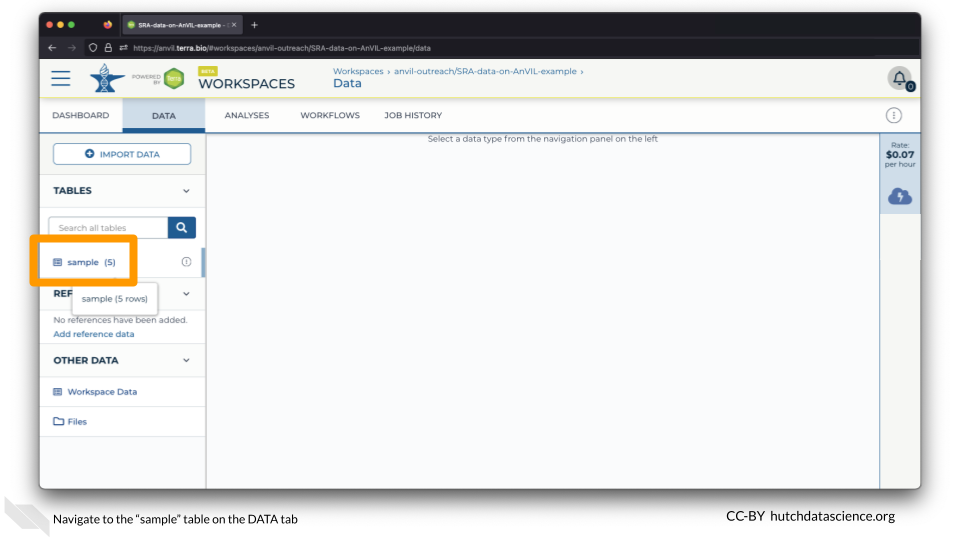 SRA-data-on-AnVIL-example –
https://anvil.terra.bio/#workspaces/anvil-outreach/SRA-data-on-AnVIL-example/data
POWERED BY
Terra
BETA
WORKSPACES
Workspaces › anvil-outreach/SRA-data-on-AnVIL-example ›
Data
0
DASHBOARD DATA ANALYSES WORKFLOWS JOB HISTORY
IMPORT DATA
Select a data type from the navigation panel on the left
Rate:
$0.07
per hour
TABLES
Search all tables
sample (5)
REF
sample (5 rows)
No references have been added.
Add reference data
OTHER DATA
Workspace Data
Files
Navigate to the “sample” table on the DATA tab
CC-BY hutchdatascience.org